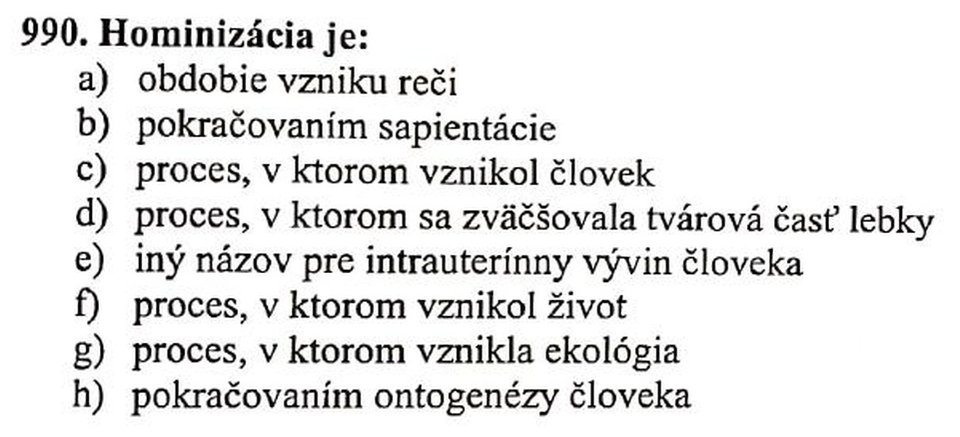 990. Hominizácia je:
a) obdobie vzniku reči
b) pokračovaním sapientácie
c) proces, v ktorom vznikol človek
d) proces, v ktorom sa zväčšovala tvárová časť lebky
e) iný názov pre intrauterínny vývin človeka
f) proces, v ktorom vznikol život
g) proces, v ktorom vznikla ekológia
h) pokračovaním ontogenézy človeka